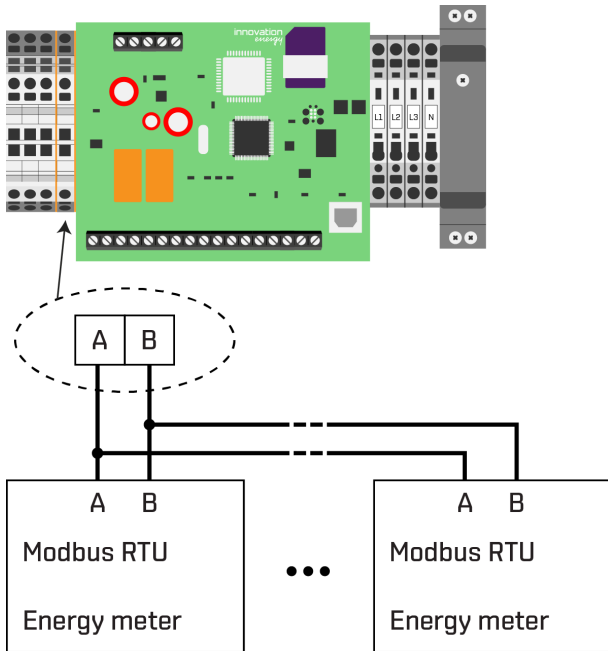 innovation
energy
L1 L2 L3 N
A B
A B A B
Modbus RTU Modbus RTU
Energy meter Energy meter